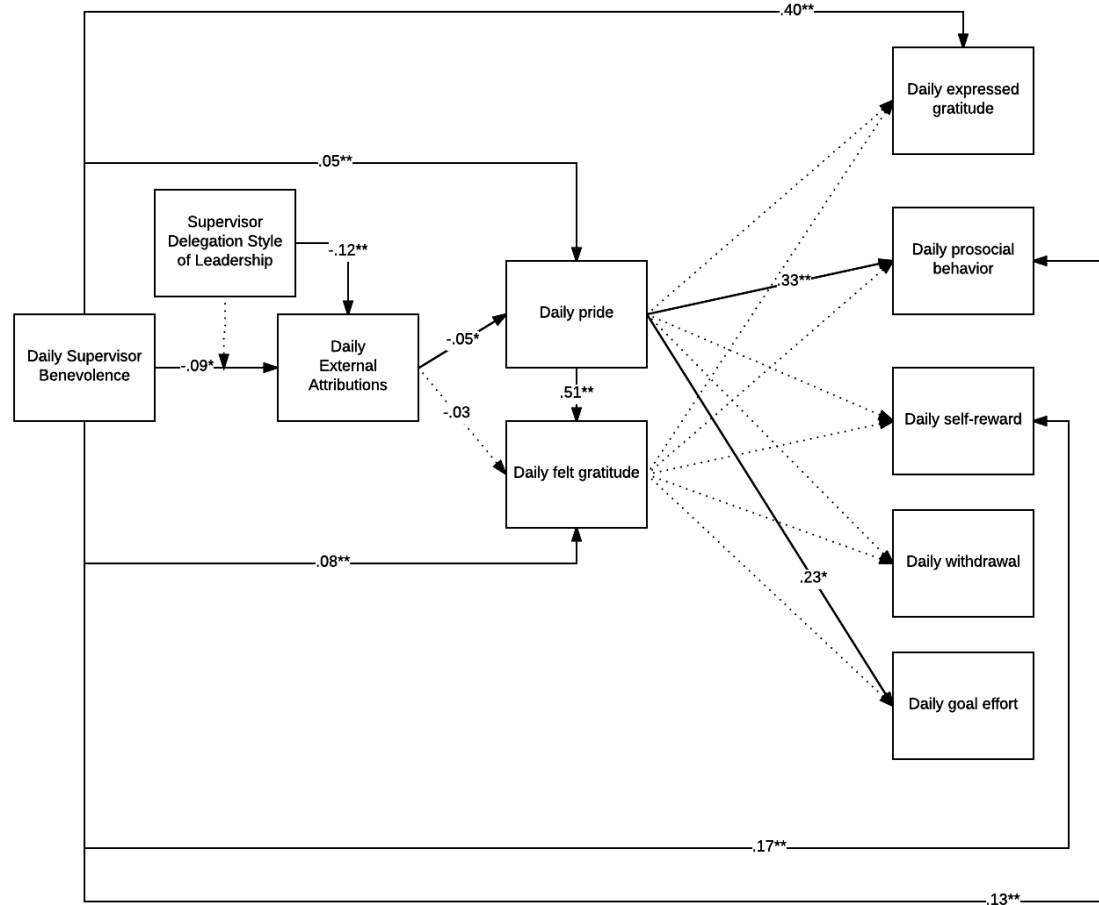 .40**
Daily expressed
gratitude
.05**
Supervisor
Delegation Style
of Leadership
-.12**
Daily prosocial
behavior
.33**
Daily pride
Daily Supervisor
Benevolence
-.09*
Daily
External
Attributions
-.05*
.51**
-.03
Daily self-reward
Daily felt gratitude
.08**
Daily withdrawal
.23*
Daily goal effort
.17**
.13**